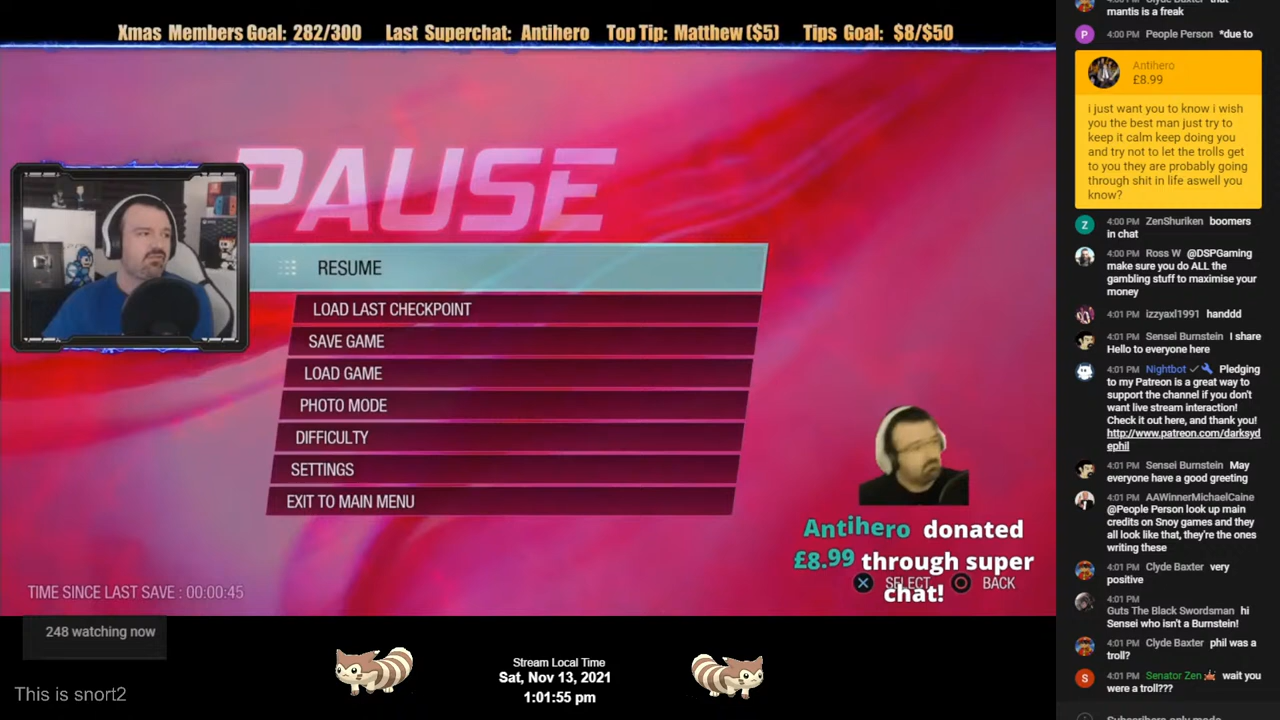 Xmas Members Goal: 282/300 Last Superchat: Antihero Top Tip: Matthew ($5) Tips Goal: $8/$50
PAUSE
RESUME
LOAD LAST CHECKPOINT
SAVE GAME
LOAD GAME
PHOTO MODE
DIFFICULTY
SETTINGS
EXIT TO MAIN MENU
TIME SINCE LAST SAVE : 00:00:45
Antihero donated
£8.99 through super
chat!
SELECT BACK
248 watching now
This is snort2
Stream Local Time
Sat, Nov 13, 2021
1:01:55 pm
mantis is a freak
P 4:00 PM People Person *due to
Antihero
£8.99
i just want you to know i wish
you the best man just try to
keep it calm keep doing you
and try not to let the trolls get
to you they are probably going
through shit in life aswell you
know?
Z 4:00 PM ZenShuriken boomers
in chat
4:00 PM Ross W @DSPGaming
make sure you do ALL the
gambling stuff to maximise your
money
4:01 PM izzyaxl1991 handdd
4:01 PM Sensei Burnstein I share
Hello to everyone here
4:01 PM Nightbot Pledging
to my Patreon is a great way to
support the channel if you don't
want live stream interaction!
Check it out here, and thank you!
http://www.patreon.com/darksyd
ephil
4:01 PM Sensei Burnstein May
everyone have a good greeting
4:01 PM AAWinnerMichaelCaine
@People Person look up main
credits on Snoy games and they
all look like that, they're the ones
writing these
4:01 PM Clyde Baxter very
positive
4:01 PM
Guts The Black Swordsman hi
Sensei who isn't a Burnstein!
4:01 PM Clyde Baxter phil was a
troll?
S 4:01 PM Senator Zen wait you
were a troll???